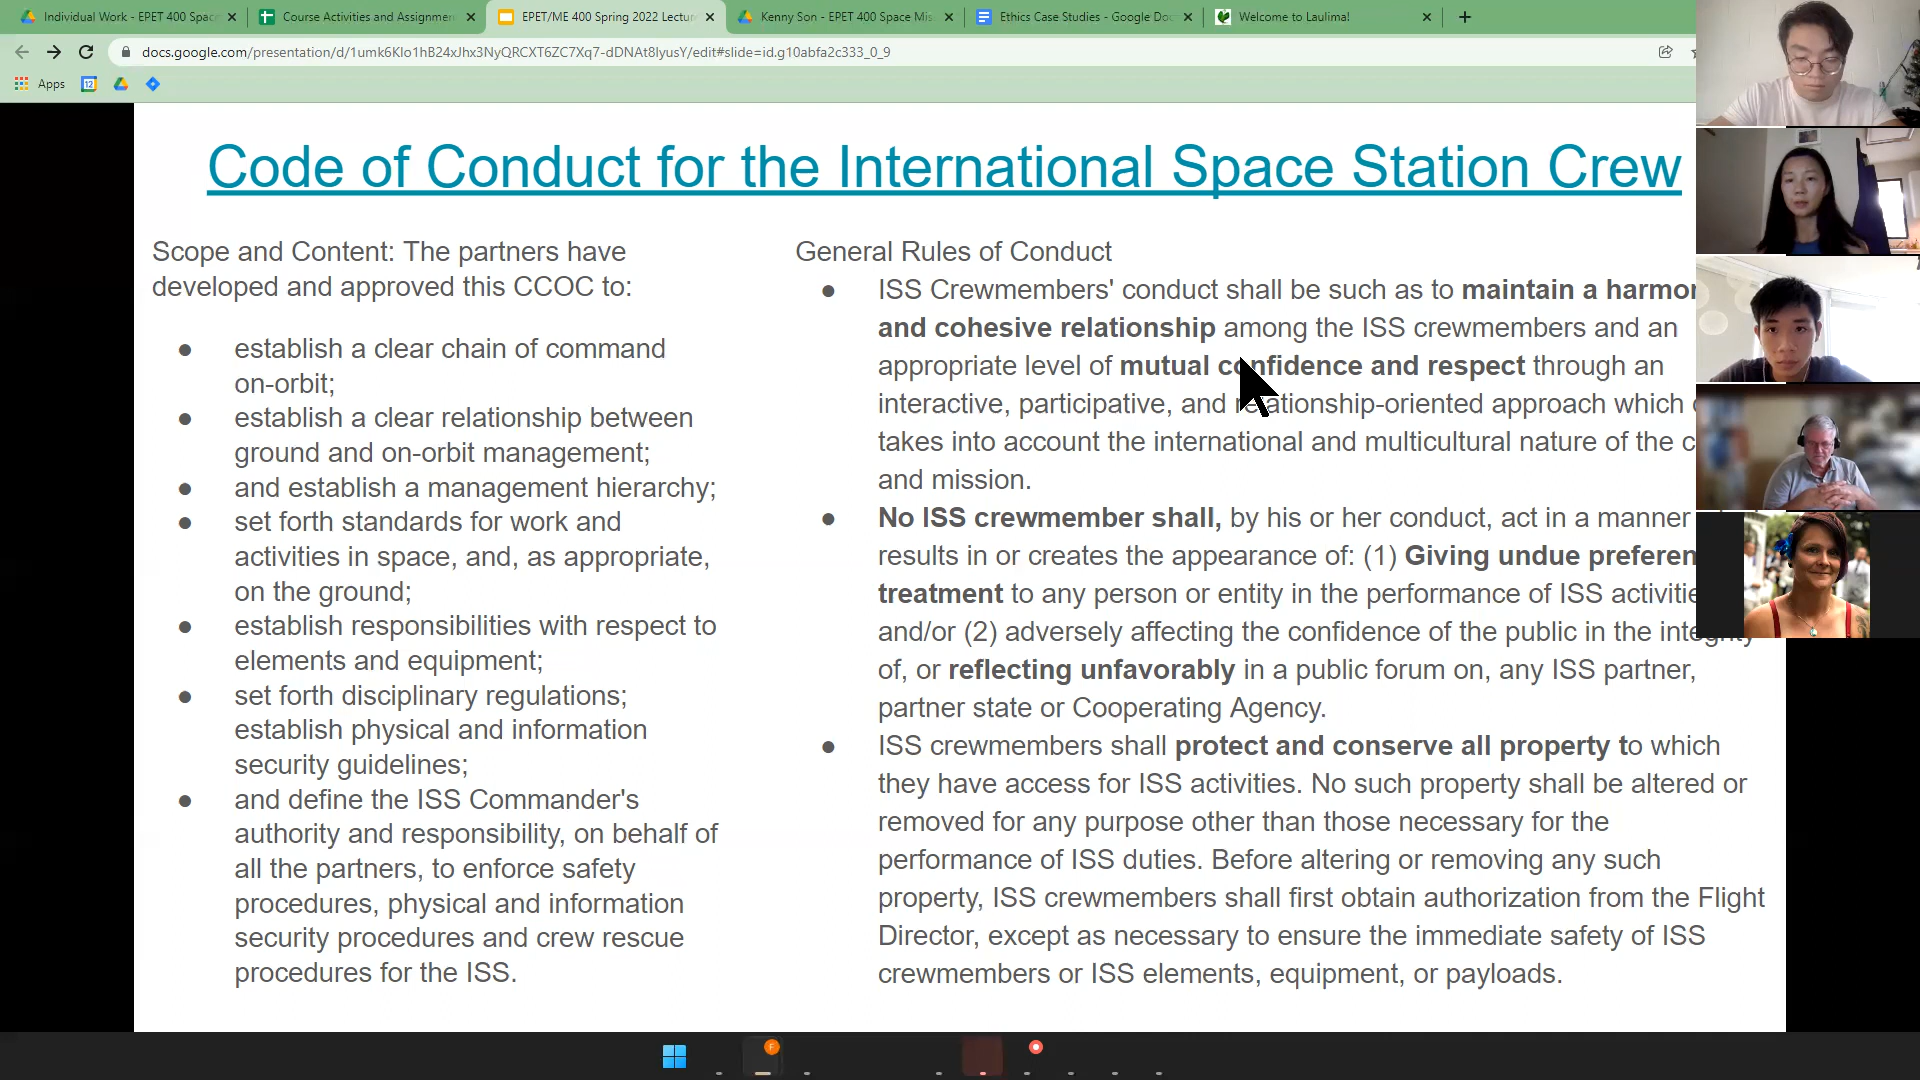 Individual Work - EPET 400 Space
Course Activities and Assignmen
EPET/ME 400 Spring 2022 Lectur
Kenny Son - EPET 400 Space Mis
Ethics Case Studies - Google Doc
Welcome to Laulima!
docs.google.com/presentation/d/1umk6Klo1hB24xJhx3NyQRCXT6ZC7Xq7-dDNAt8lyusY/edit#slide=id.g10abfa2c333_0_9
Apps
12
Code of Conduct for the International Space Station Crew
Scope and Content: The partners have
developed and approved this CCOC to:
● establish a clear chain of command
on-orbit;
● establish a clear relationship between
ground and on-orbit management;
● and establish a management hierarchy;
● set forth standards for work and
activities in space, and, as appropriate,
on the ground;
● establish responsibilities with respect to
elements and equipment;
● set forth disciplinary regulations;
establish physical and information
security guidelines;
● and define the ISS Commander's
authority and responsibility, on behalf of
all the partners, to enforce safety
procedures, physical and information
security procedures and crew rescue
procedures for the ISS.
General Rules of Conduct
● ISS Crewmembers' conduct shall be such as to maintain a harmon
and cohesive relationship among the ISS crewmembers and an
appropriate level of mutual confidence and respect through an
interactive, participative, and relationship-oriented approach which
takes into account the international and multicultural nature of the c
and mission.
● No ISS crewmember shall, by his or her conduct, act in a manner
results in or creates the appearance of: (1) Giving undue preferen
treatment to any person or entity in the performance of ISS activitie
and/or (2) adversely affecting the confidence of the public in the integrity
of, or reflecting unfavorably in a public forum on, any ISS partner,
partner state or Cooperating Agency.
● ISS crewmembers shall protect and conserve all property to which
they have access for ISS activities. No such property shall be altered or
removed for any purpose other than those necessary for the
performance of ISS duties. Before altering or removing any such
property, ISS crewmembers shall first obtain authorization from the Flight
Director, except as necessary to ensure the immediate safety of ISS
crewmembers or ISS elements, equipment, or payloads.
F